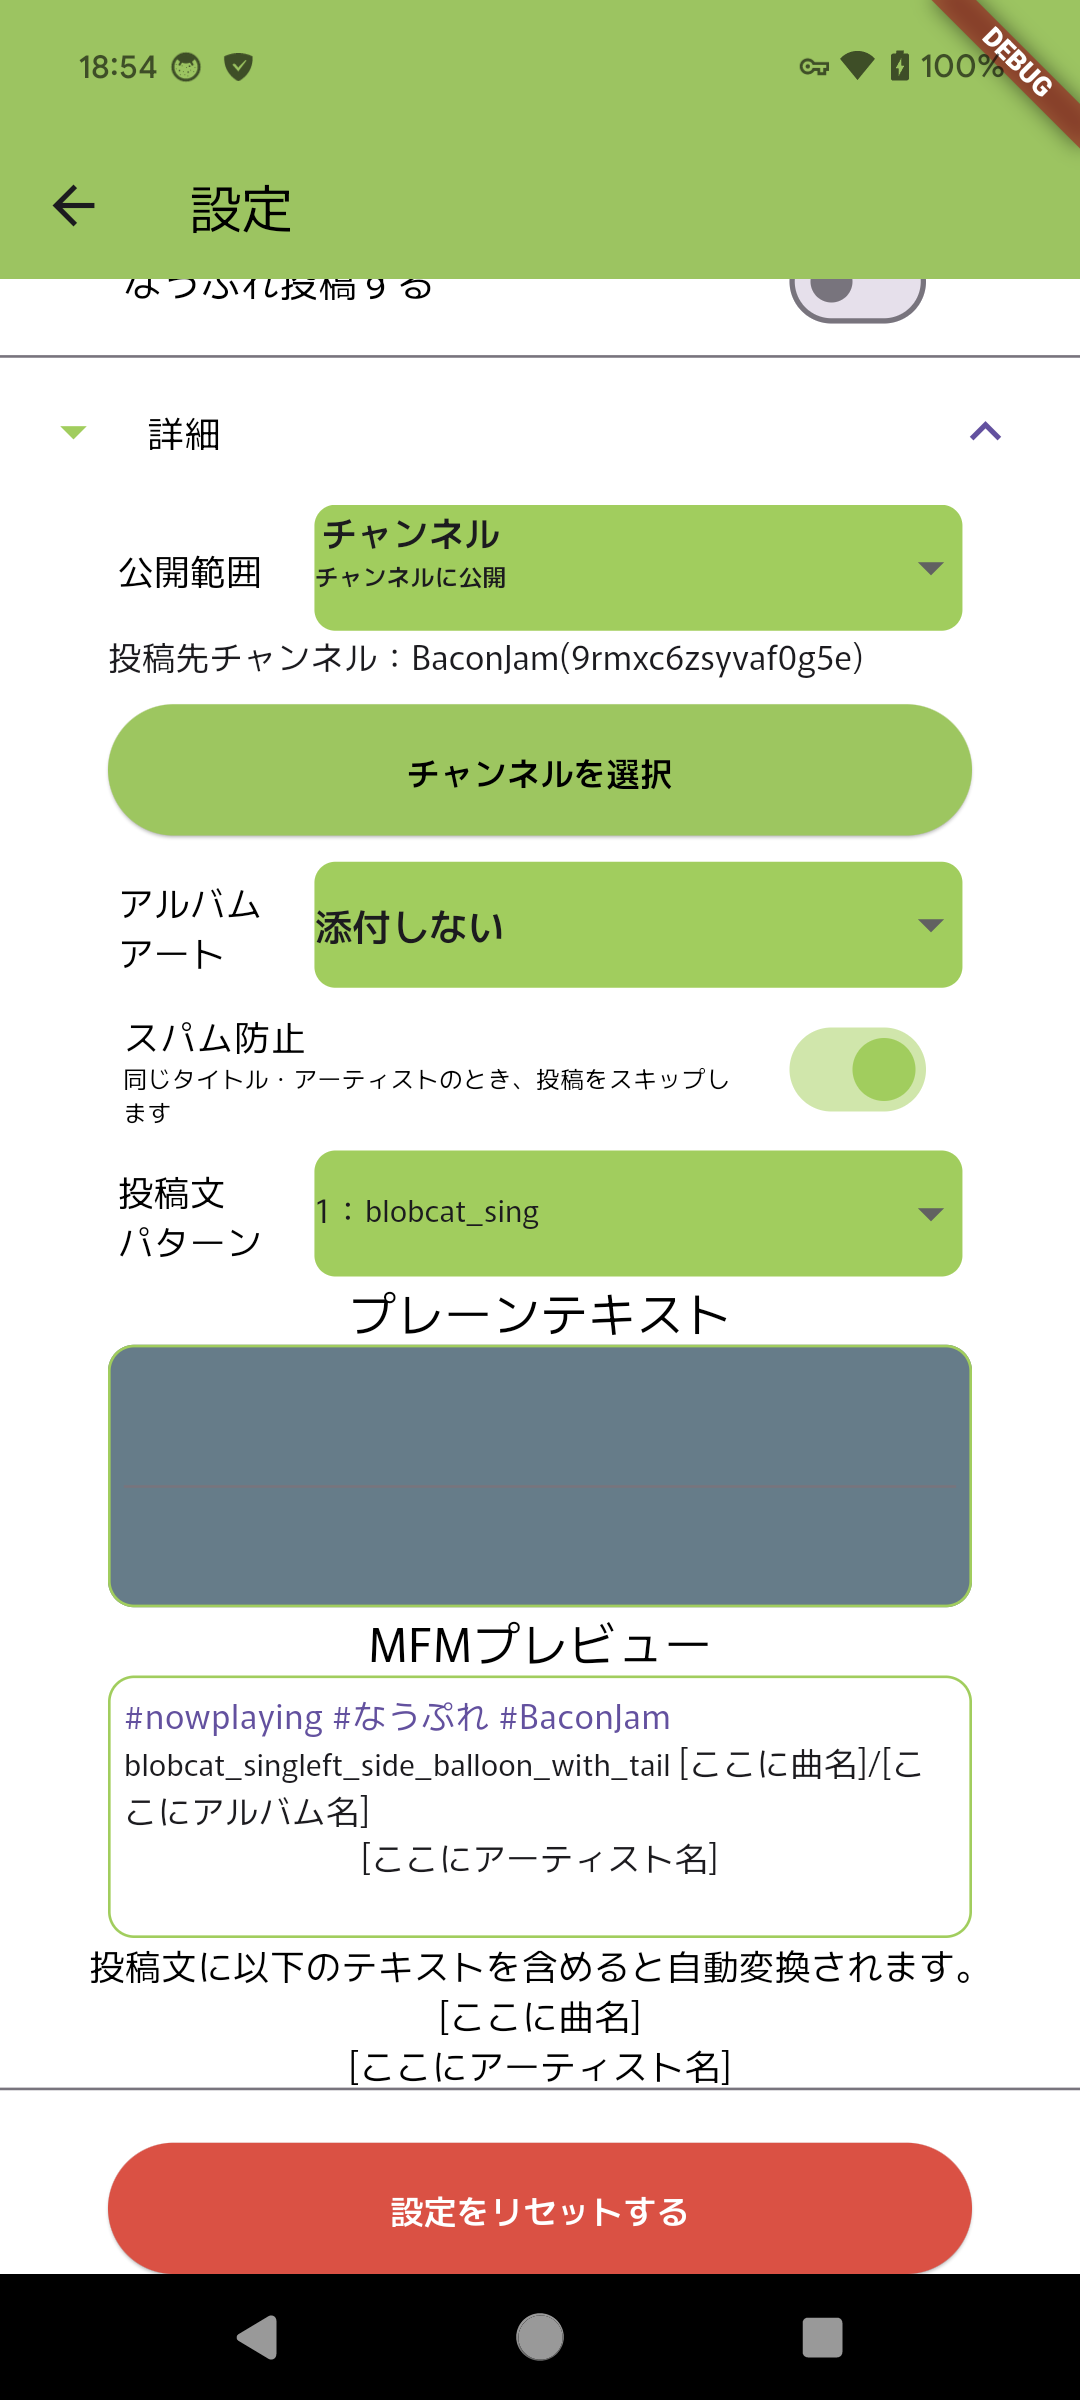 18:54
100%
DEBUG
設定
なうぷれ投稿する
詳細
公開範囲
チャンネル
チャンネルに公開
投稿先チャンネル：BaconJam(9rmxc6zsyvaf0g5e)
チャンネルを選択
アルバム
アート
添付しない
スパム防止
同じタイトル・アーティストのとき、投稿をスキップし
ます
投稿文
パターン
1：blobcat_sing
プレーンテキスト
MFMプレビュー
#nowplaying #なうぷれ #BaconJam
blobcat_singleft_side_balloon_with_tail [ここに曲名]/[こ
こにアルバム名]
[ここにアーティスト名]
投稿文に以下のテキストを含めると自動変換されます。
[ここに曲名]
[ここにアーティスト名]
設定をリセットする